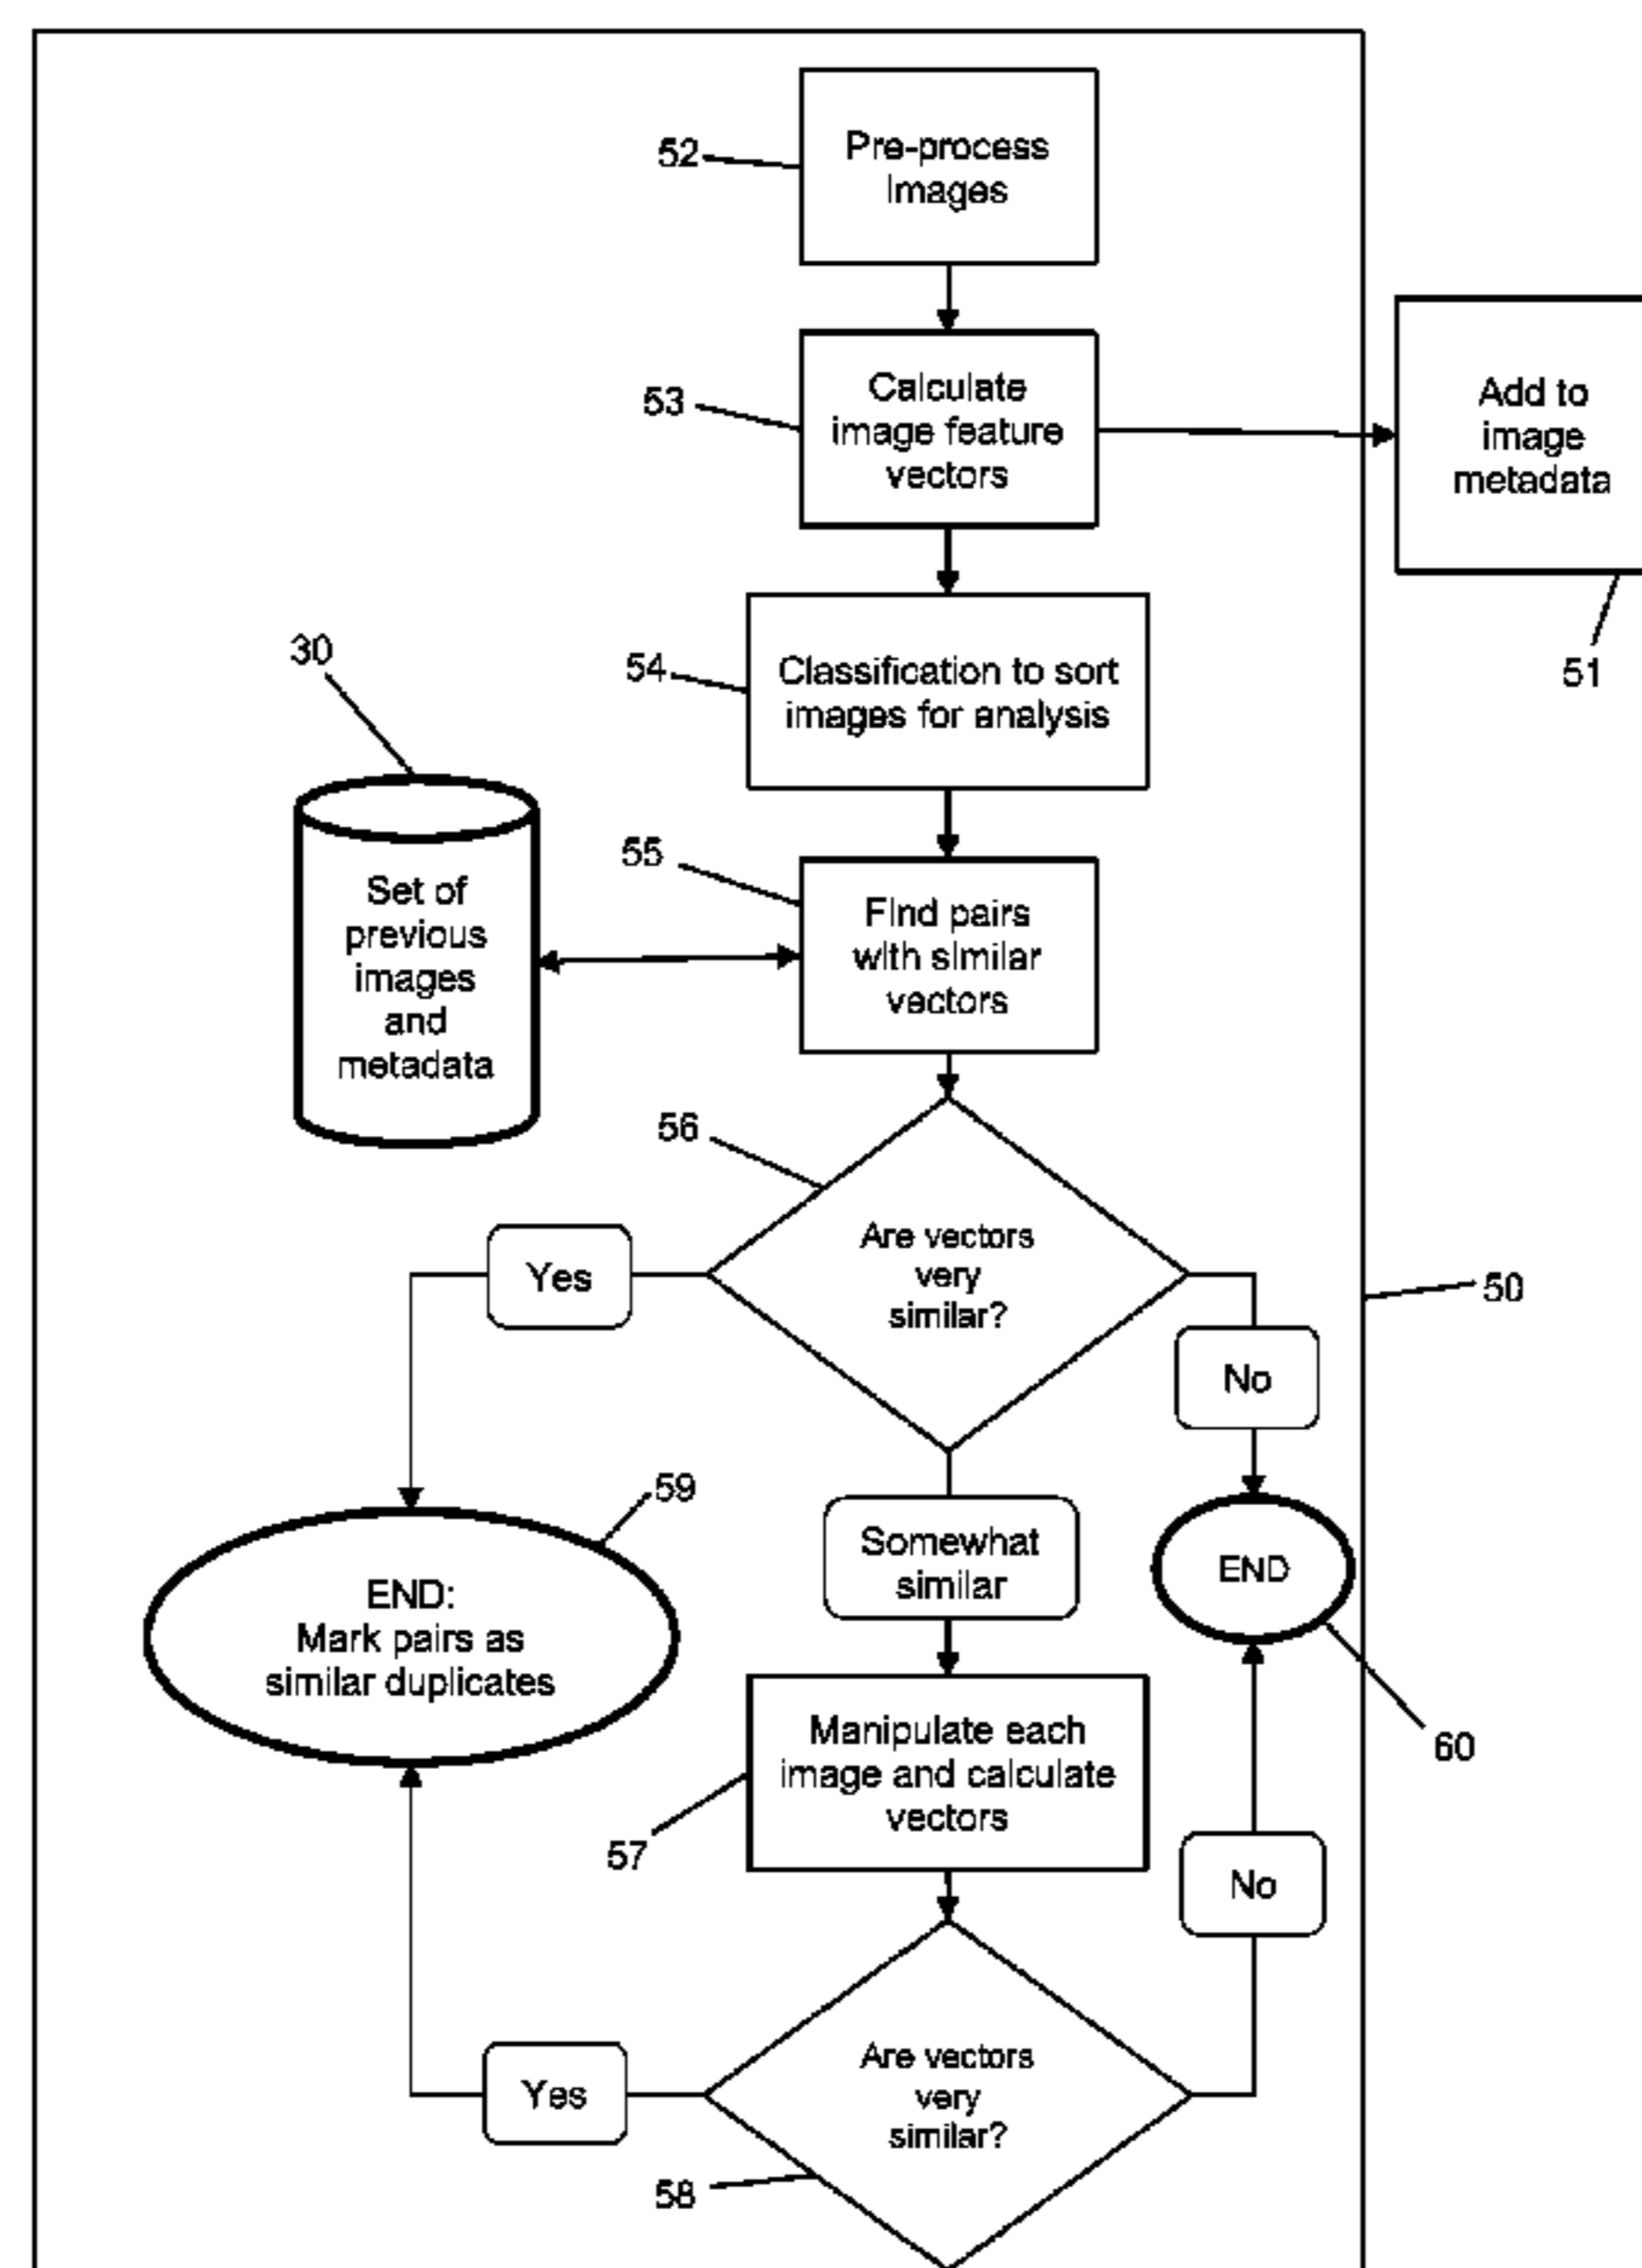 52
Pre-process
Images
53
Calculate
image feature
vectors
Add to
image
metadata
51
30
54
Classification to sort
images for analysis
55
Find pairs
with similar
vectors
Set of
previous
images
and
metadata
56
Are vectors
very
similar?
Yes
50
No
59
Somewhat
similar
END
END:
Mark pairs as
similar duplicates
60
Manipulate each
image and calculate
vectors
57
No
Are vectors
very
similar?
Yes
58